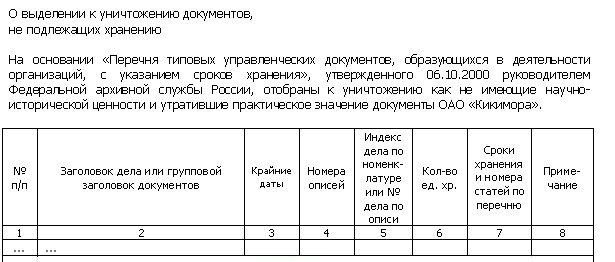 О выделении к уничтожению документов,
не подлежащих хранению
На основании «Перечня типовых управленческих документов, образующихся в деятельности
организаций, с указанием сроков хранения», утвержденного 06.10.2000 руководителем
Федеральной архивной службы России, отобраны к уничтожению как не имеющие научно-
исторической ценности и утратившие практическое значение документы ОАО «Кикимора».
№
п/п
Заголовок дела или групповой
заголовок документов
Крайние
даты
Номера
описей
Индекс
дела по
номенк-
латуре
или №
дела по
описи
Кол-во
ед. хр.
Сроки
хранения
и номера
статей по
перечню
Приме-
чание
1 2 3 4 5 6 7 8
... ...